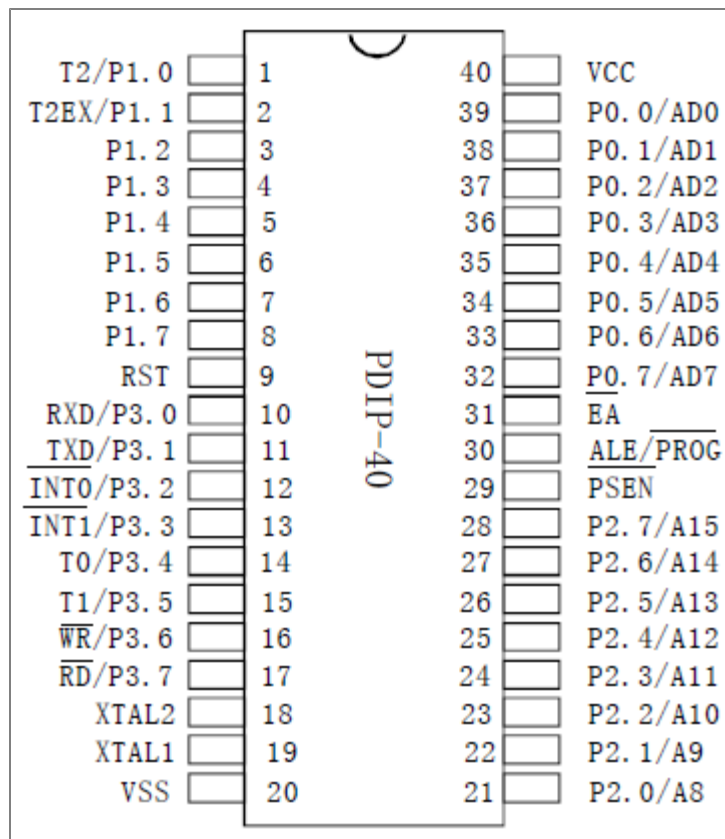 T2/P1.0 1 40 VCC
T2EX/P1.1 2 39 P0.0/AD0
P1.2 3 38 P0.1/AD1
P1.3 4 37 P0.2/AD2
P1.4 5 36 P0.3/AD3
P1.5 6 35 P0.4/AD4
P1.6 7 34 P0.5/AD5
P1.7 8 33 P0.6/AD6
RST 9 32 P0.7/AD7
RXD/P3.0 10 31 E̅A̅
TXD/P3.1 11 30 ALE/P̅R̅O̅G̅
I̅N̅T̅0̅/P3.2 12 29 P̅S̅E̅N̅
I̅N̅T̅1̅/P3.3 13 28 P2.7/A15
T0/P3.4 14 27 P2.6/A14
T1/P3.5 15 26 P2.5/A13
W̅R̅/P3.6 16 25 P2.4/A12
R̅D̅/P3.7 17 24 P2.3/A11
XTAL2 18 23 P2.2/A10
XTAL1 19 22 P2.1/A9
VSS 20 21 P2.0/A8
PDIP-40